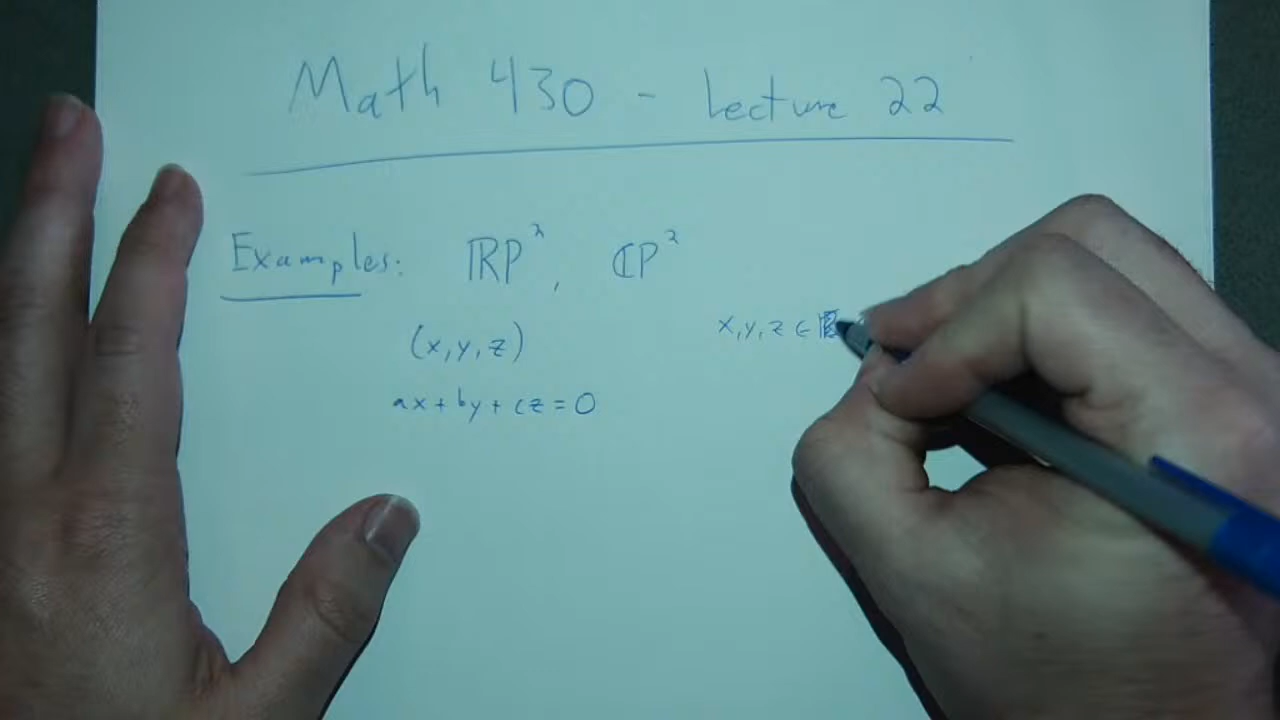 Math 430 - Lecture 22
Examples: ℝP², ℂP²
(x,y,z)
x,y,z ∈
ax+by+cz=0